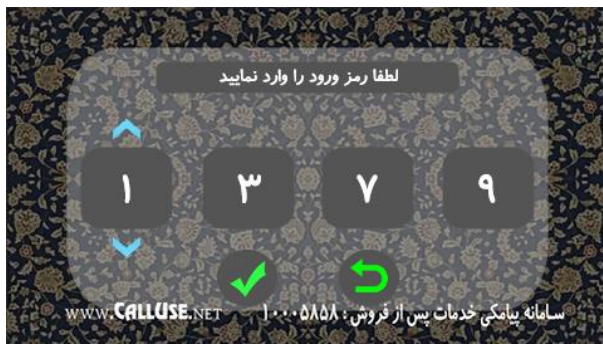 لطفا رمز ورود را وارد نمایید
۱ ۳ ۷ ۹
سامانه پیامکی خدمات پس از فروش : ۱۰۰۰۵۸۵۸ www.CALLUSE.NET